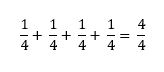 1/4 + 1/4 + 1/4 + 1/4 = 4/4